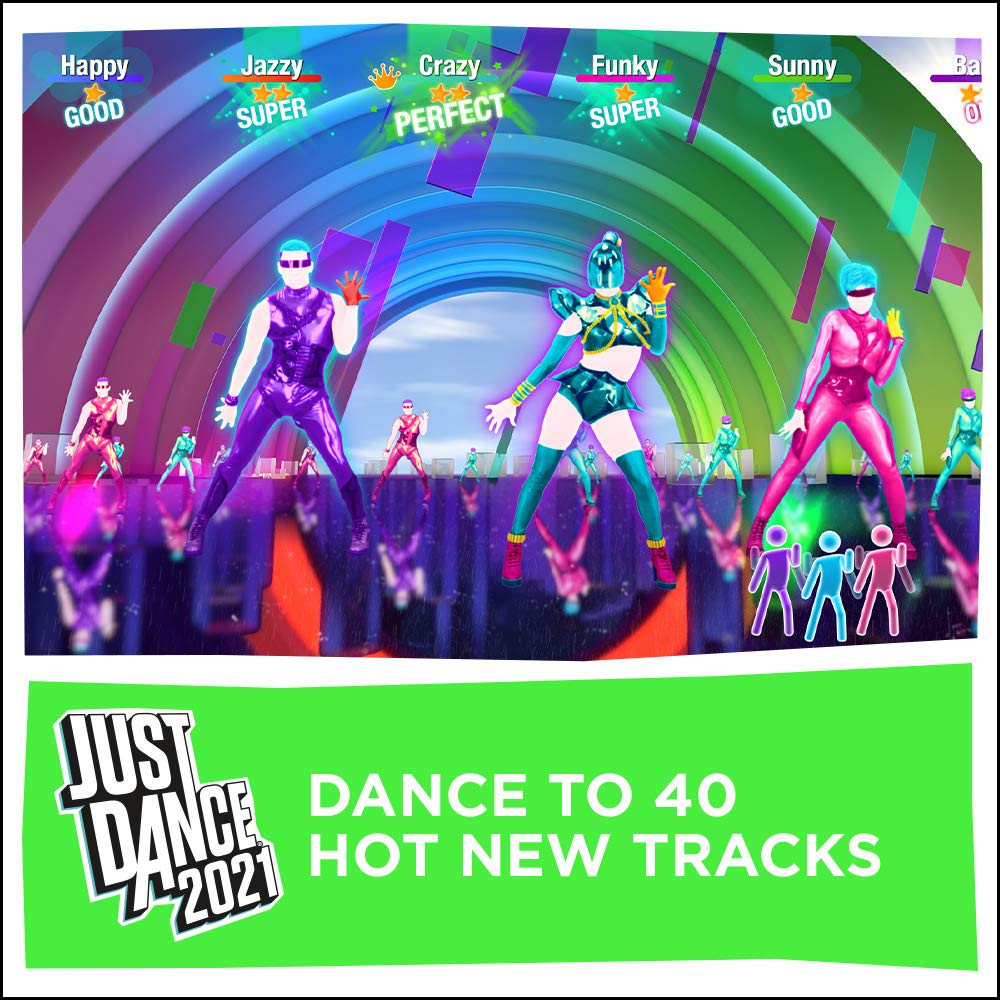 Happy Jazzy Crazy Funky Sunny
GOOD SUPER PERFECT SUPER GOOD
JUST
DANCE
2021
DANCE TO 40
HOT NEW TRACKS